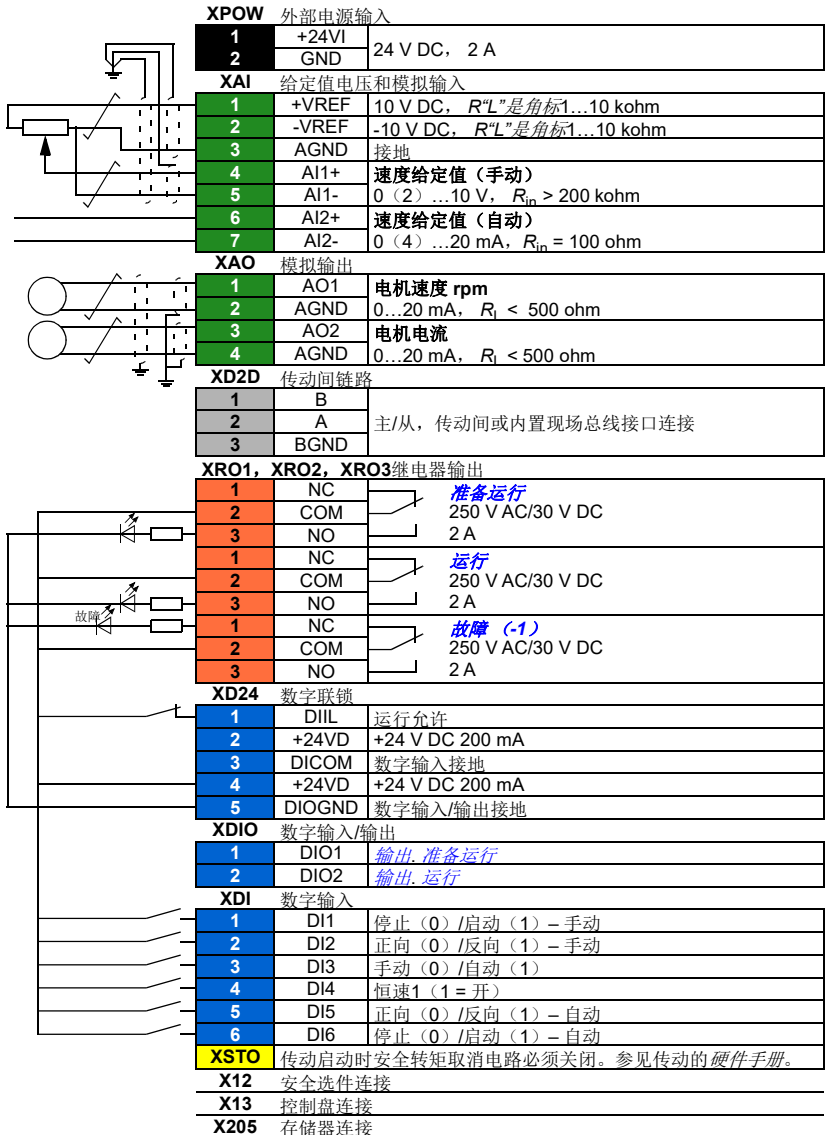 XPOW 外部电源输入
1 +24VI 24 V DC， 2 A
2 GND
XAI 给定值电压和模拟输入
1 +VREF 10 V DC， R“L”是角标1…10 kohm
2 -VREF -10 V DC， R“L”是角标1…10 kohm
3 AGND 接地
4 AI1+ 速度给定值（手动）
5 AI1- 0（2）…10 V， Rin > 200 kohm
6 AI2+ 速度给定值（自动）
7 AI2- 0（4）…20 mA，Rin = 100 ohm
XAO 模拟输出
1 AO1 电机速度 rpm
2 AGND 0…20 mA， Rl < 500 ohm
3 AO2 电机电流
4 AGND 0…20 mA， Rl < 500 ohm
XD2D 传动间链路
1 B
2 A 主/从，传动间或内置现场总线接口连接
3 BGND
XRO1，XRO2，XRO3继电器输出
1 NC 准备运行
2 COM 250 V AC/30 V DC
3 NO 2 A
1 NC 运行
2 COM 250 V AC/30 V DC
3 NO 2 A
故障 1 NC 故障 （-1）
2 COM 250 V AC/30 V DC
3 NO 2 A
XD24 数字联锁
1 DIIL 运行允许
2 +24VD +24 V DC 200 mA
3 DICOM 数字输入接地
4 +24VD +24 V DC 200 mA
5 DIOGND 数字输入/输出接地
XDIO 数字输入/输出
1 DIO1 输出. 准备运行
2 DIO2 输出. 运行
XDI 数字输入
1 DI1 停止（0）/启动（1）– 手动
2 DI2 正向（0）/反向（1）– 手动
3 DI3 手动（0）/自动（1）
4 DI4 恒速1（1 = 开）
5 DI5 正向（0）/反向（1）– 自动
6 DI6 停止（0）/启动（1）– 自动
XSTO 传动启动时安全转矩取消电路必须关闭。参见传动的硬件手册。
X12 安全选件连接
X13 控制盘连接
X205 存储器连接